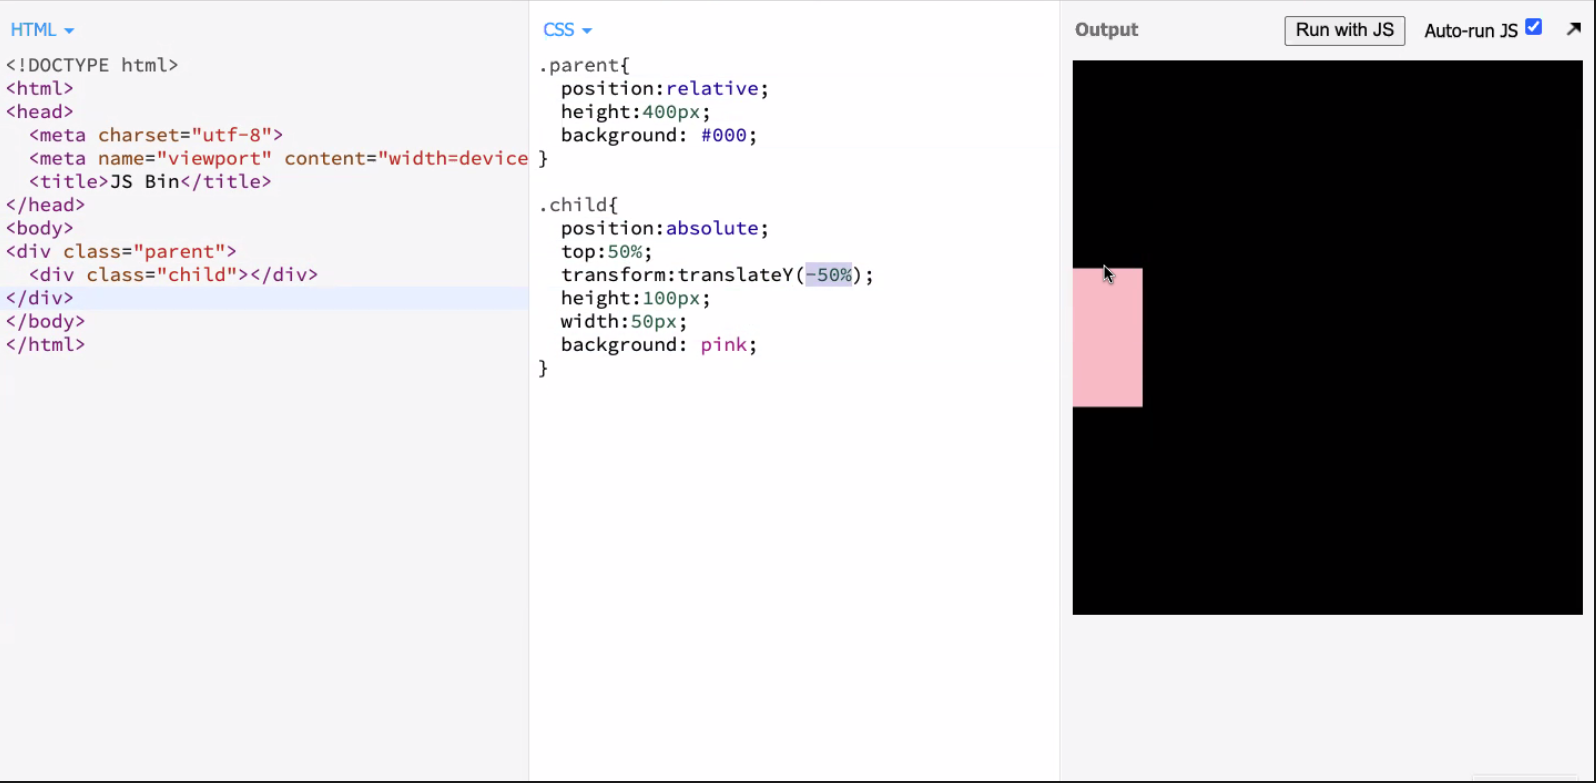 HTML
<!DOCTYPE html>
<html>
<head>
  <meta charset="utf-8">
  <meta name="viewport" content="width=device
  <title>JS Bin</title>
</head>
<body>
<div class="parent">
  <div class="child"></div>
</div>
</body>
</html>
CSS
.parent{
  position:relative;
  height:400px;
  background: #000;
}
.child{
  position:absolute;
  top:50%;
  transform:translateY(-50%);
  height:100px;
  width:50px;
  background: pink;
}
Output
Run with JS
Auto-run JS